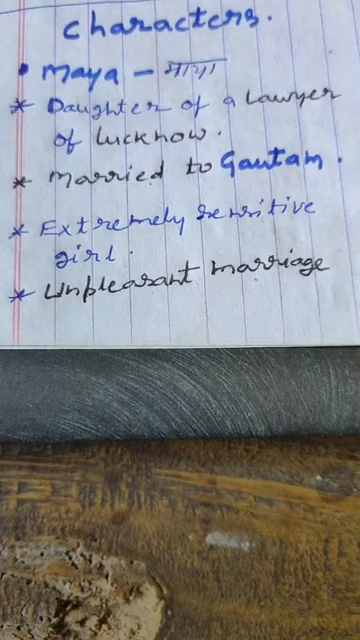 Characters.
• Maya – माया
* Daughter of a Lawyer
of Lucknow.
* Married to Gautam.
* Extremely sensitive
girl.
* Unpleasant marriage